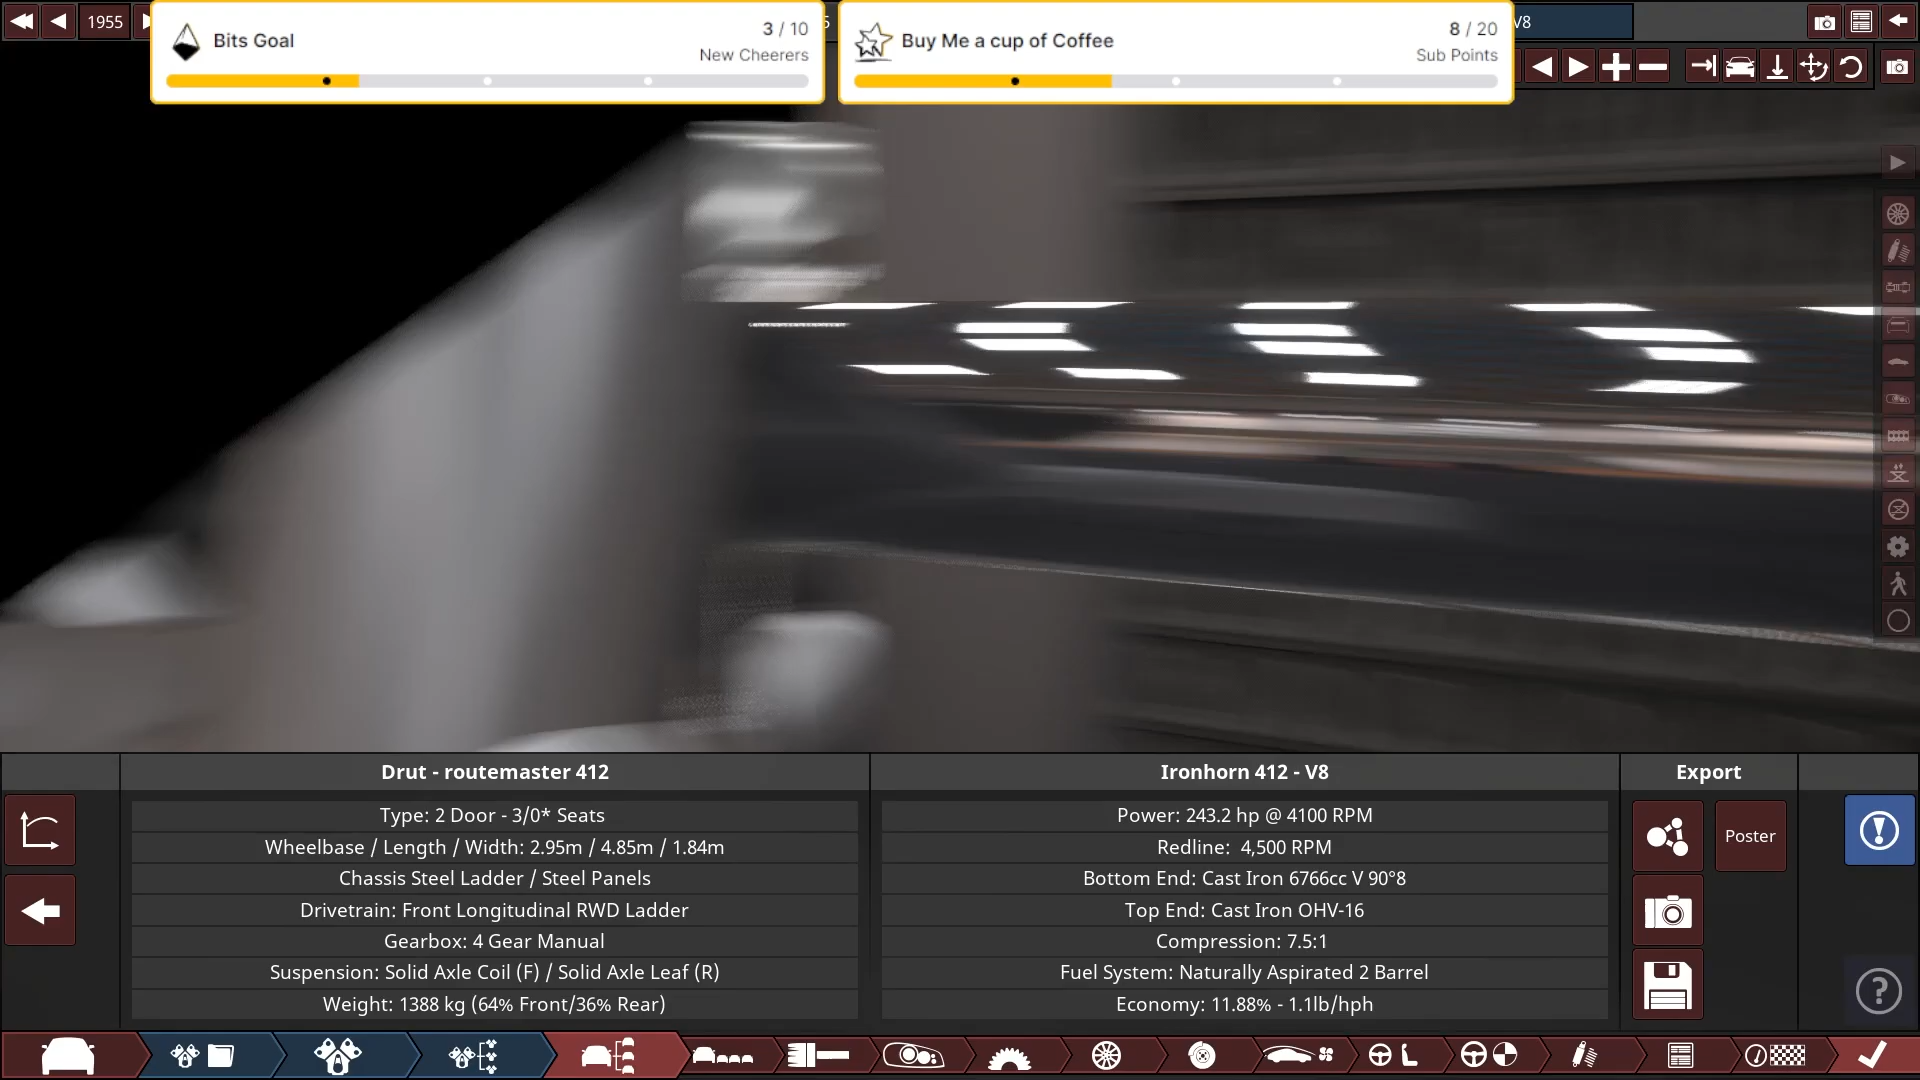 1955
5
V8
Bits Goal
3 / 10
New Cheerers
Buy Me a cup of Coffee
8 / 20
Sub Points
Drut - routemaster 412
Type: 2 Door - 3/0* Seats
Wheelbase / Length / Width: 2.95m / 4.85m / 1.84m
Chassis Steel Ladder / Steel Panels
Drivetrain: Front Longitudinal RWD Ladder
Gearbox: 4 Gear Manual
Suspension: Solid Axle Coil (F) / Solid Axle Leaf (R)
Weight: 1388 kg (64% Front/36% Rear)
Ironhorn 412 - V8
Power: 243.2 hp @ 4100 RPM
Redline:  4,500 RPM
Bottom End: Cast Iron 6766cc V 90°8
Top End: Cast Iron OHV-16
Compression: 7.5:1
Fuel System: Naturally Aspirated 2 Barrel
Economy: 11.88% - 1.1lb/hph
Export
Poster